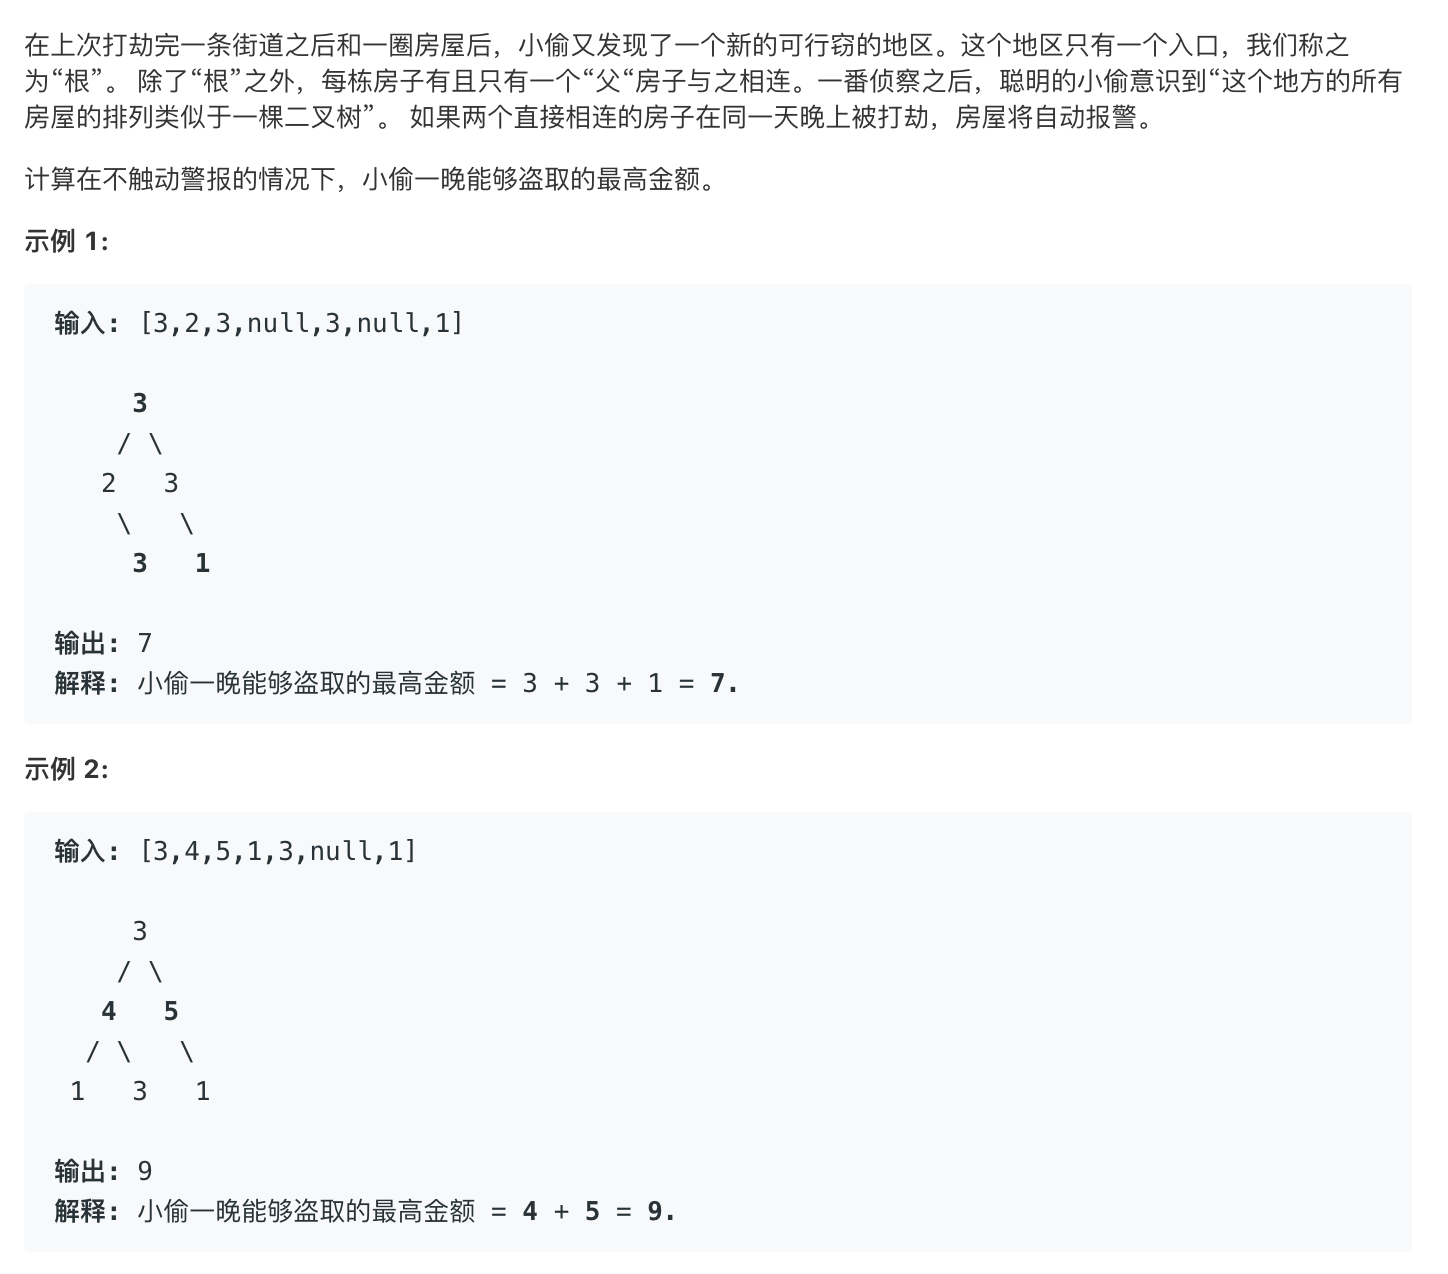 在上次打劫完一条街道之后和一圈房屋后，小偷又发现了一个新的可行窃的地区。这个地区只有一个入口，我们称之
为“根”。 除了“根”之外，每栋房子有且只有一个“父“房子与之相连。一番侦察之后，聪明的小偷意识到“这个地方的所有
房屋的排列类似于一棵二叉树”。 如果两个直接相连的房子在同一天晚上被打劫，房屋将自动报警。
计算在不触动警报的情况下，小偷一晚能够盗取的最高金额。
示例 1:
输入: [3,2,3,null,3,null,1]
3
/ \
2   3
\   \
3   1
输出: 7
解释: 小偷一晚能够盗取的最高金额 = 3 + 3 + 1 = 7.
示例 2:
输入: [3,4,5,1,3,null,1]
3
/ \
4   5
/ \   \
1   3   1
输出: 9
解释: 小偷一晚能够盗取的最高金额 = 4 + 5 = 9.